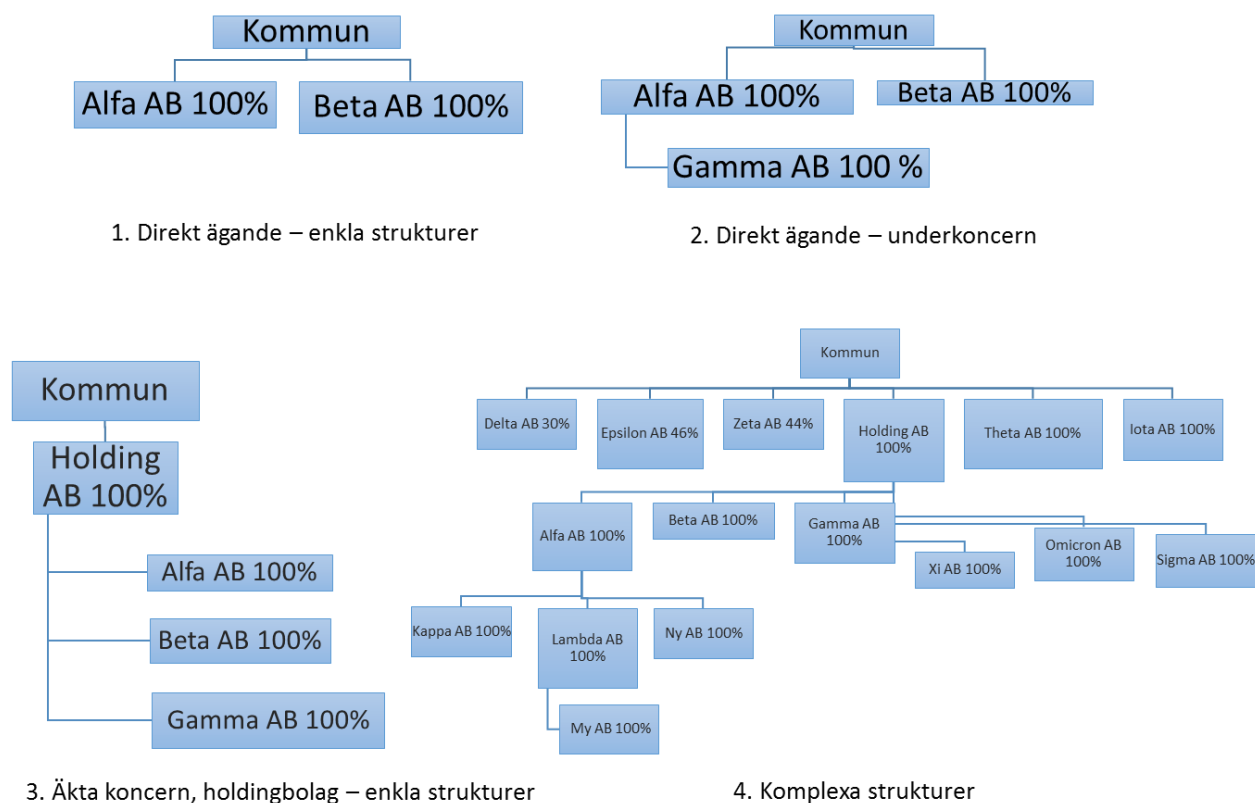 Kommun
Alfa AB 100%
Beta AB 100%
1. Direkt ägande – enkla strukturer
Kommun
Alfa AB 100%
Beta AB 100%
Gamma AB 100 %
2. Direkt ägande – underkoncern
Kommun
Holding
AB 100%
Alfa AB 100%
Beta AB 100%
Gamma AB 100%
3. Äkta koncern, holdingbolag – enkla strukturer
Kommun
Delta AB 30%
Epsilon AB 46%
Zeta AB 44%
Holding AB
100%
Theta AB 100%
Iota AB 100%
Alfa AB 100%
Beta AB 100%
Gamma AB
100%
Xi AB 100%
Omicron AB
100%
Sigma AB 100%
Kappa AB 100%
Lambda AB
100%
Ny AB 100%
My AB 100%
4. Komplexa strukturer